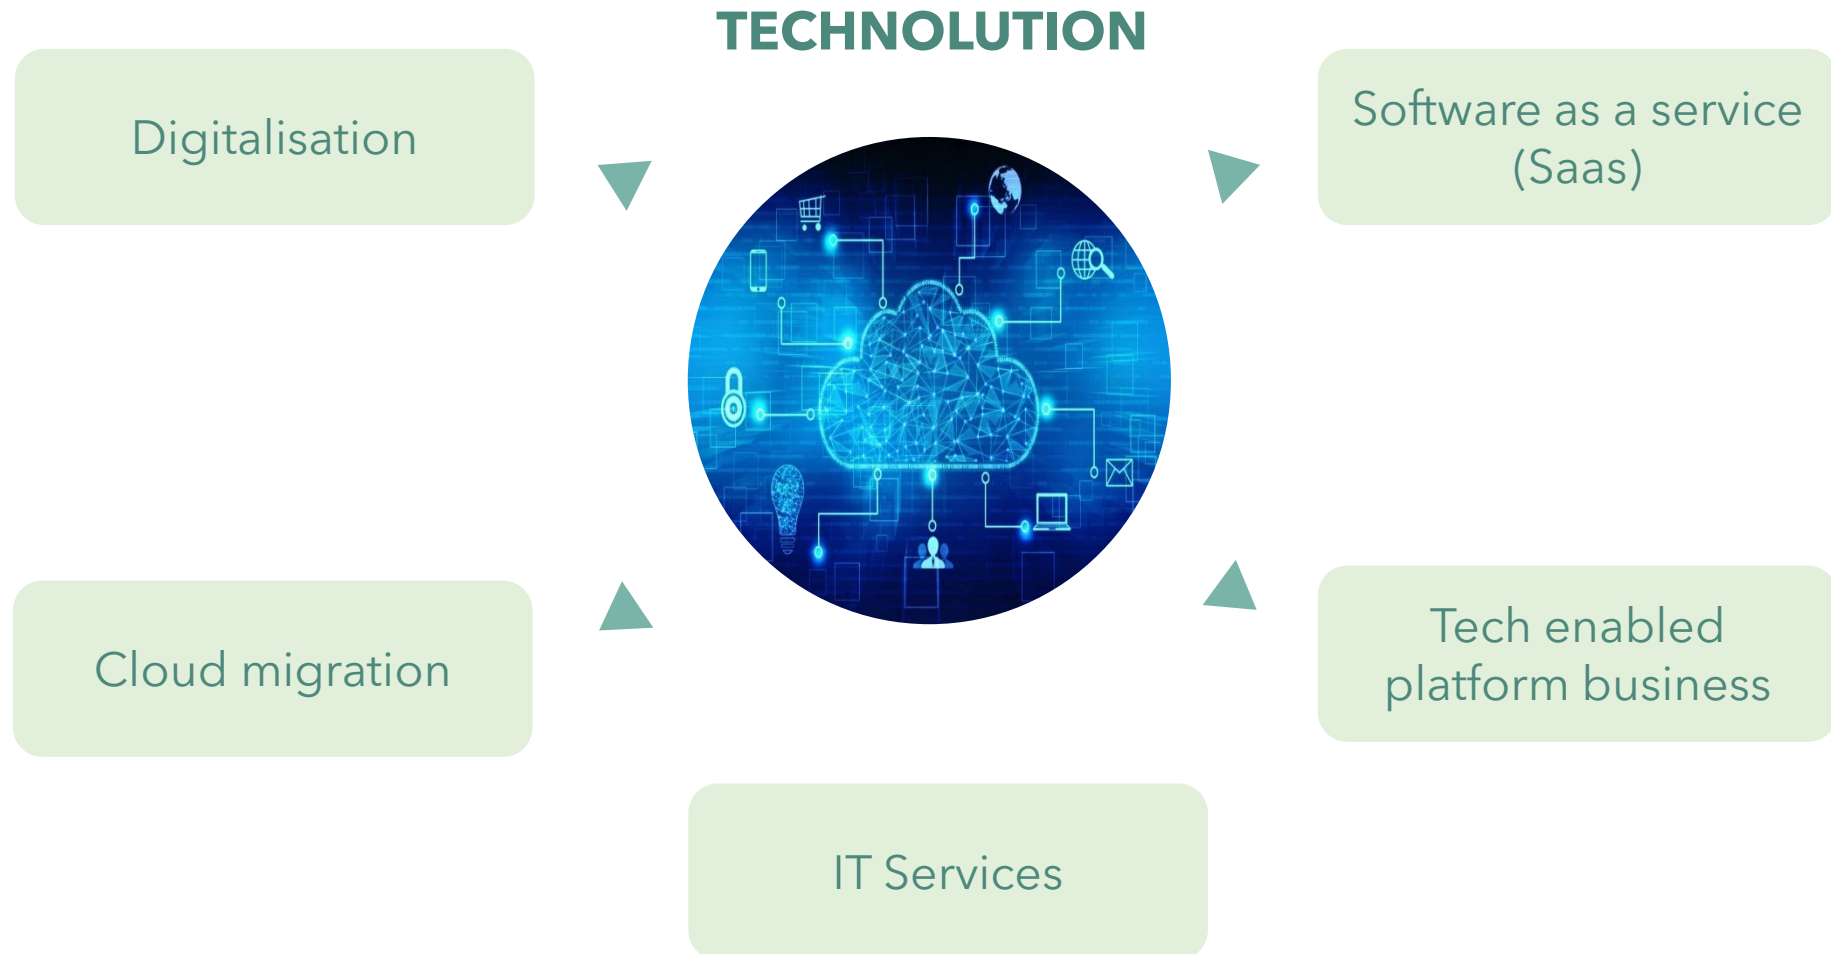 TECHNOLUTION
Digitalisation
Software as a service
(Saas)
Cloud migration
Tech enabled
platform business
IT Services